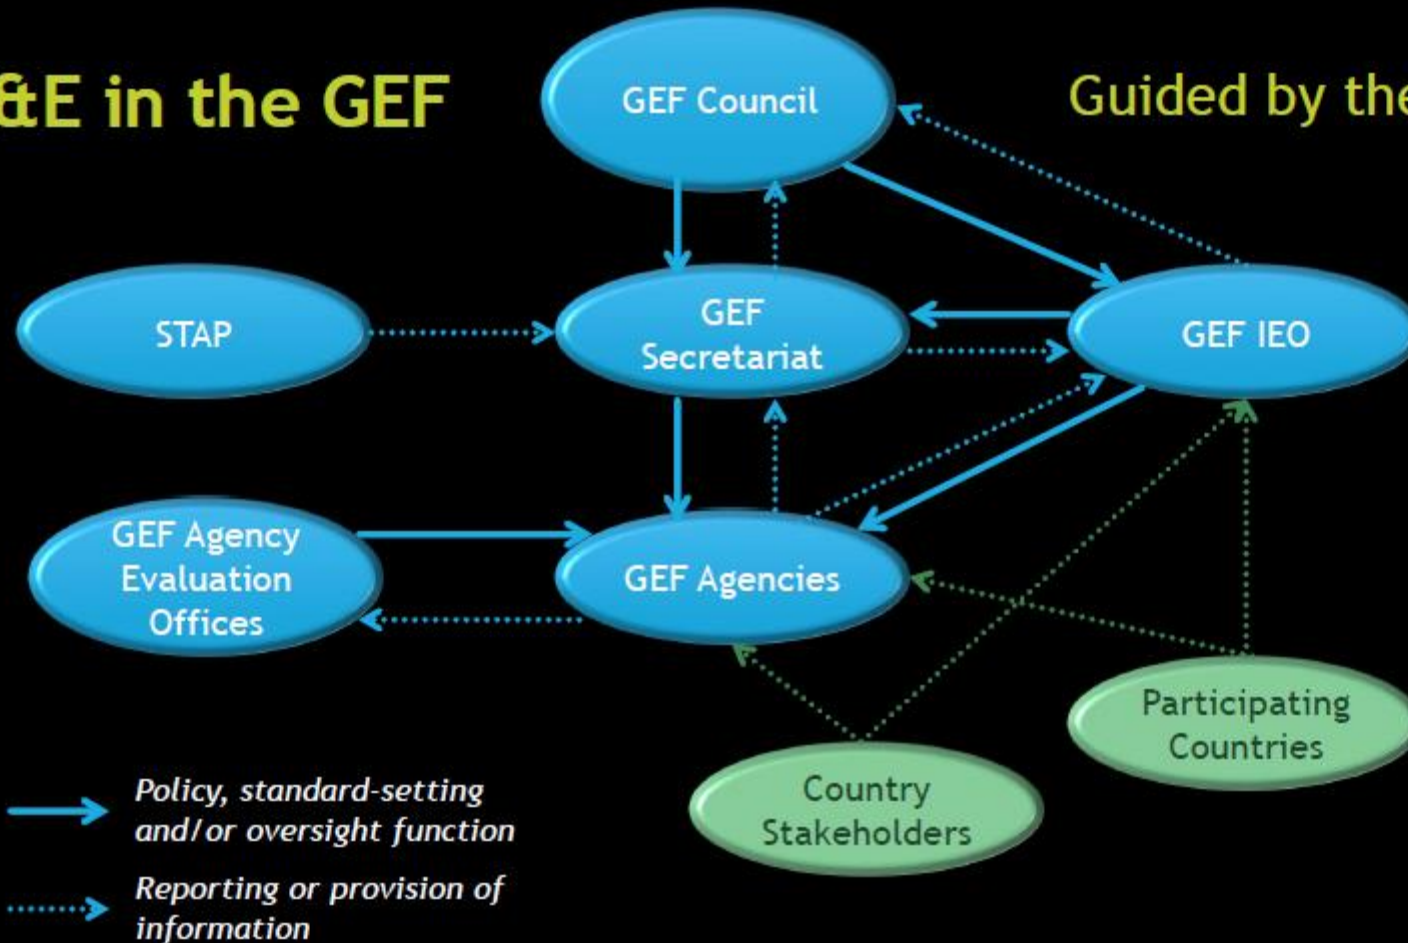 &E in the GEF
Guided by the
GEF Council
STAP
GEF
Secretariat
GEF IEO
GEF Agency
Evaluation
Offices
GEF Agencies
Participating
Countries
Country
Stakeholders
Policy, standard-setting
and/or oversight function
Reporting or provision of
information